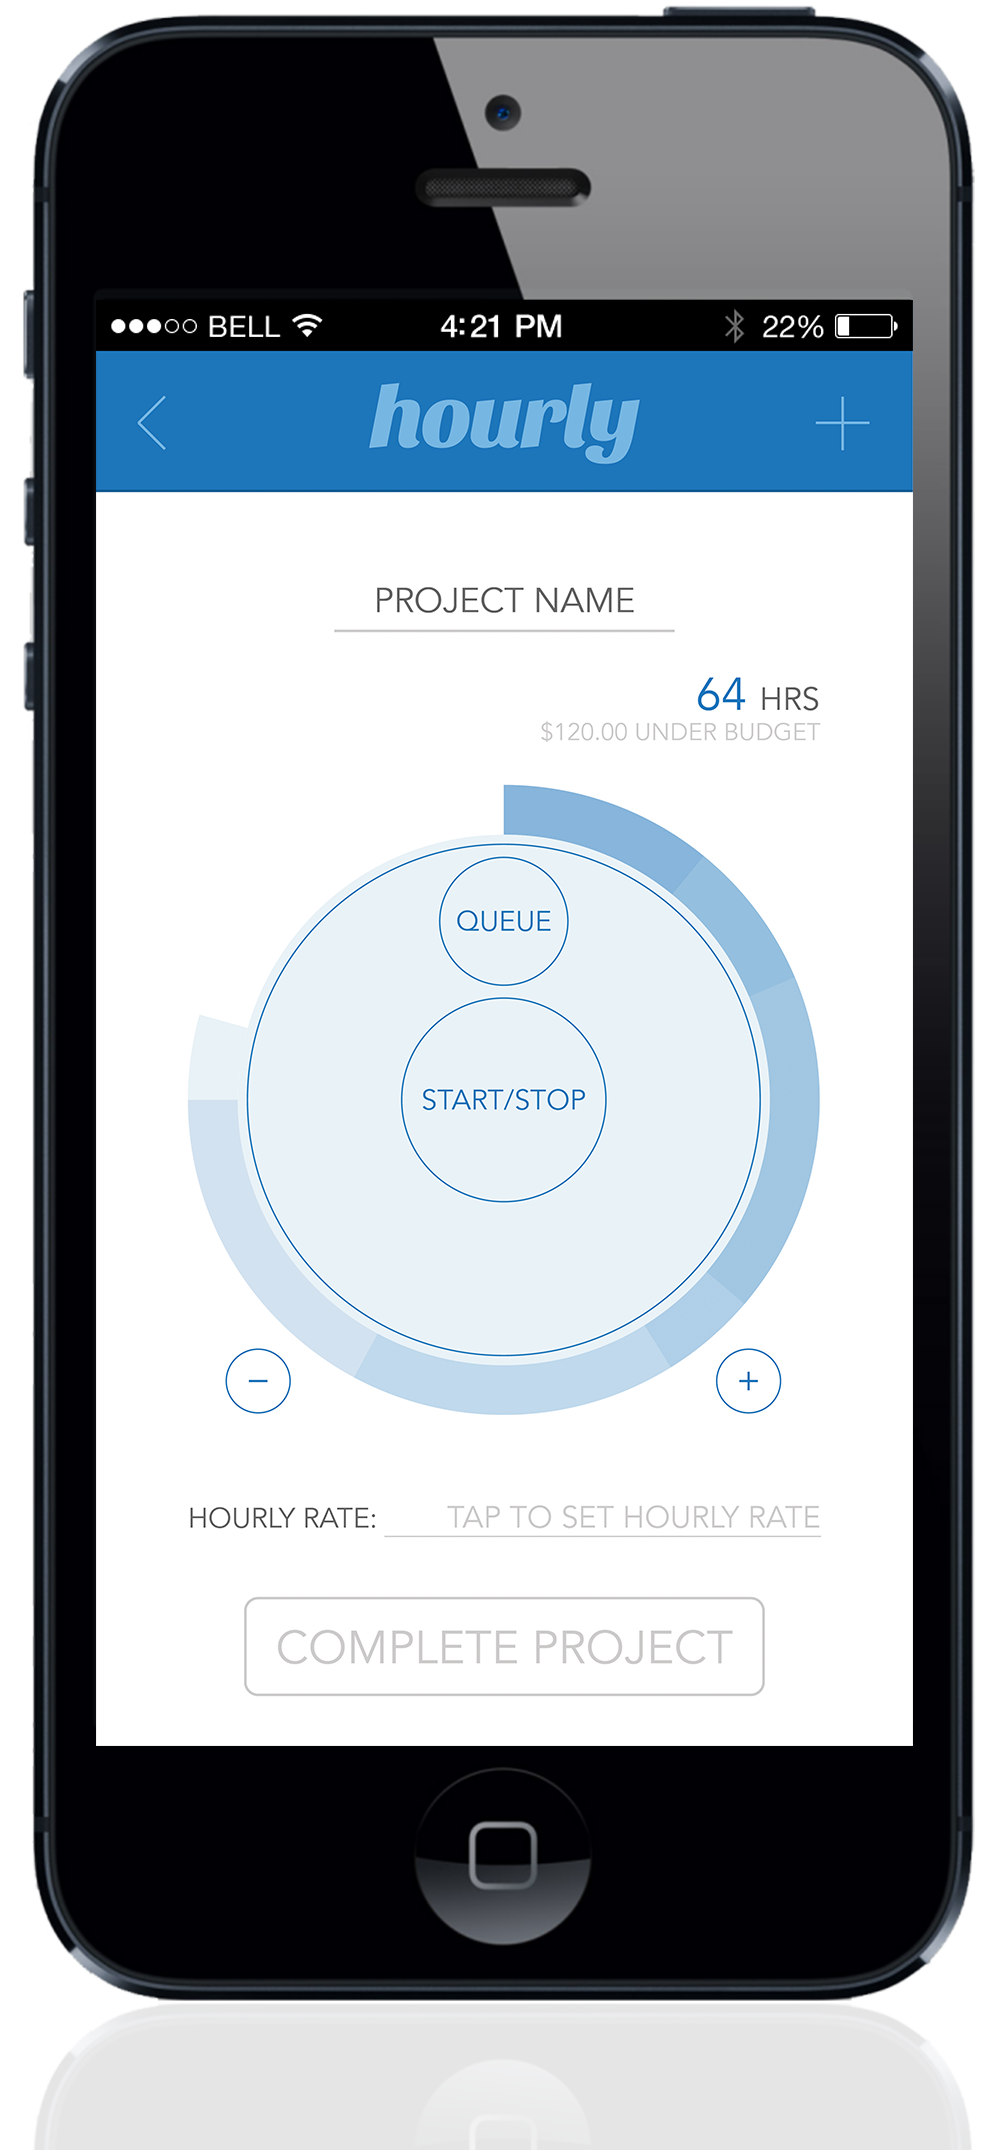 BELL 4:21 PM 22%
hourly
PROJECT NAME
64 HRS
$120.00 UNDER BUDGET
QUEUE
START/STOP
− +
HOURLY RATE: TAP TO SET HOURLY RATE
COMPLETE PROJECT